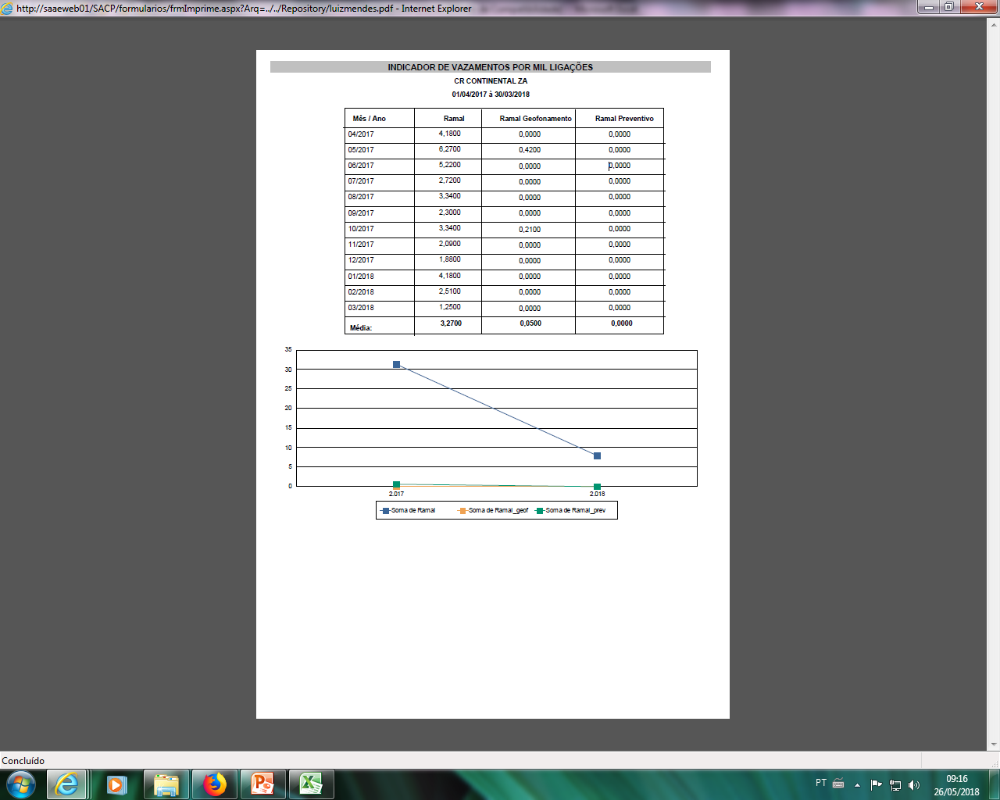 http://saaeweb01/SACP/formularios/frmImprime.aspx?Arq=../../Repository/luizmendes.pdf - Internet Explorer
INDICADOR DE VAZAMENTOS POR MIL LIGAÇÕES
CR CONTINENTAL ZA
01/04/2017 à 30/03/2018
Mês / Ano Ramal Ramal Geofonamento Ramal Preventivo
04/2017 4,1800 0,0000 0,0000
05/2017 6,2700 0,4200 0,0000
06/2017 5,2200 0,0000 0,0000
07/2017 2,7200 0,0000 0,0000
08/2017 3,3400 0,0000 0,0000
09/2017 2,3000 0,0000 0,0000
10/2017 3,3400 0,2100 0,0000
11/2017 2,0900 0,0000 0,0000
12/2017 1,8800 0,0000 0,0000
01/2018 4,1800 0,0000 0,0000
02/2018 2,5100 0,0000 0,0000
03/2018 1,2500 0,0000 0,0000
Média: 3,2700 0,0500 0,0000
35
30
25
20
15
10
5
0
2.017 2.018
Soma de Ramal Soma de Ramal_geof Soma de Ramal_prev
Concluído
PT 09:16
26/05/2018